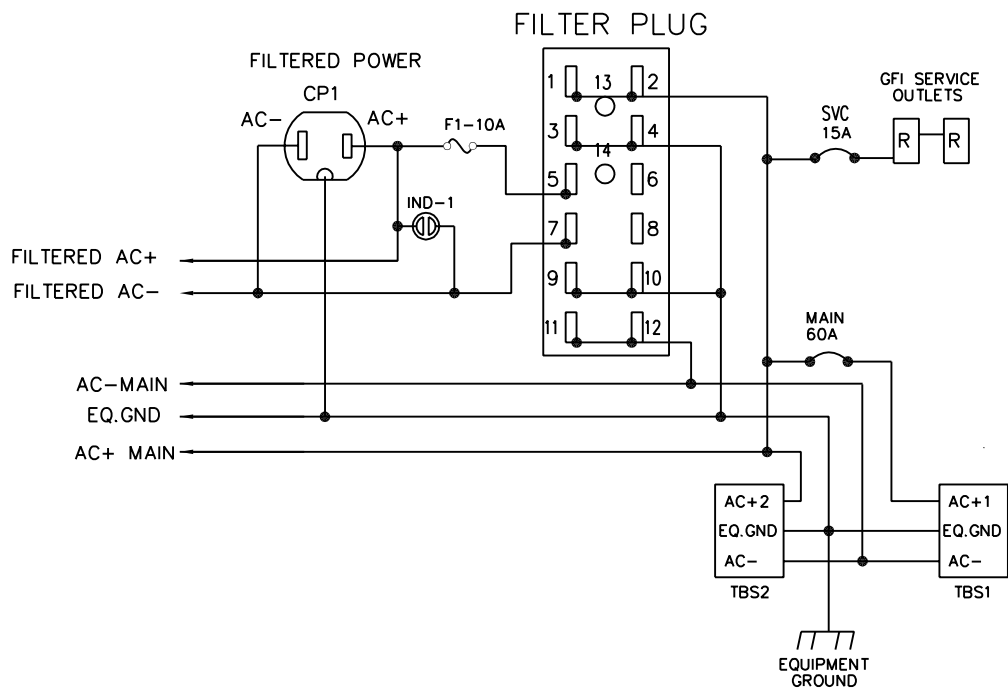 FILTER PLUG
FILTERED POWER
CP1
AC-
AC+
F1-10A
IND-1
FILTERED AC+
FILTERED AC-
1
13
2
3
4
14
5
6
7
8
9
10
11
12
GFI SERVICE
OUTLETS
SVC
15A
R
R
MAIN
60A
AC-MAIN
EQ.GND
AC+ MAIN
AC+2
EQ.GND
AC-
TBS2
AC+1
EQ.GND
AC-
TBS1
EQUIPMENT
GROUND